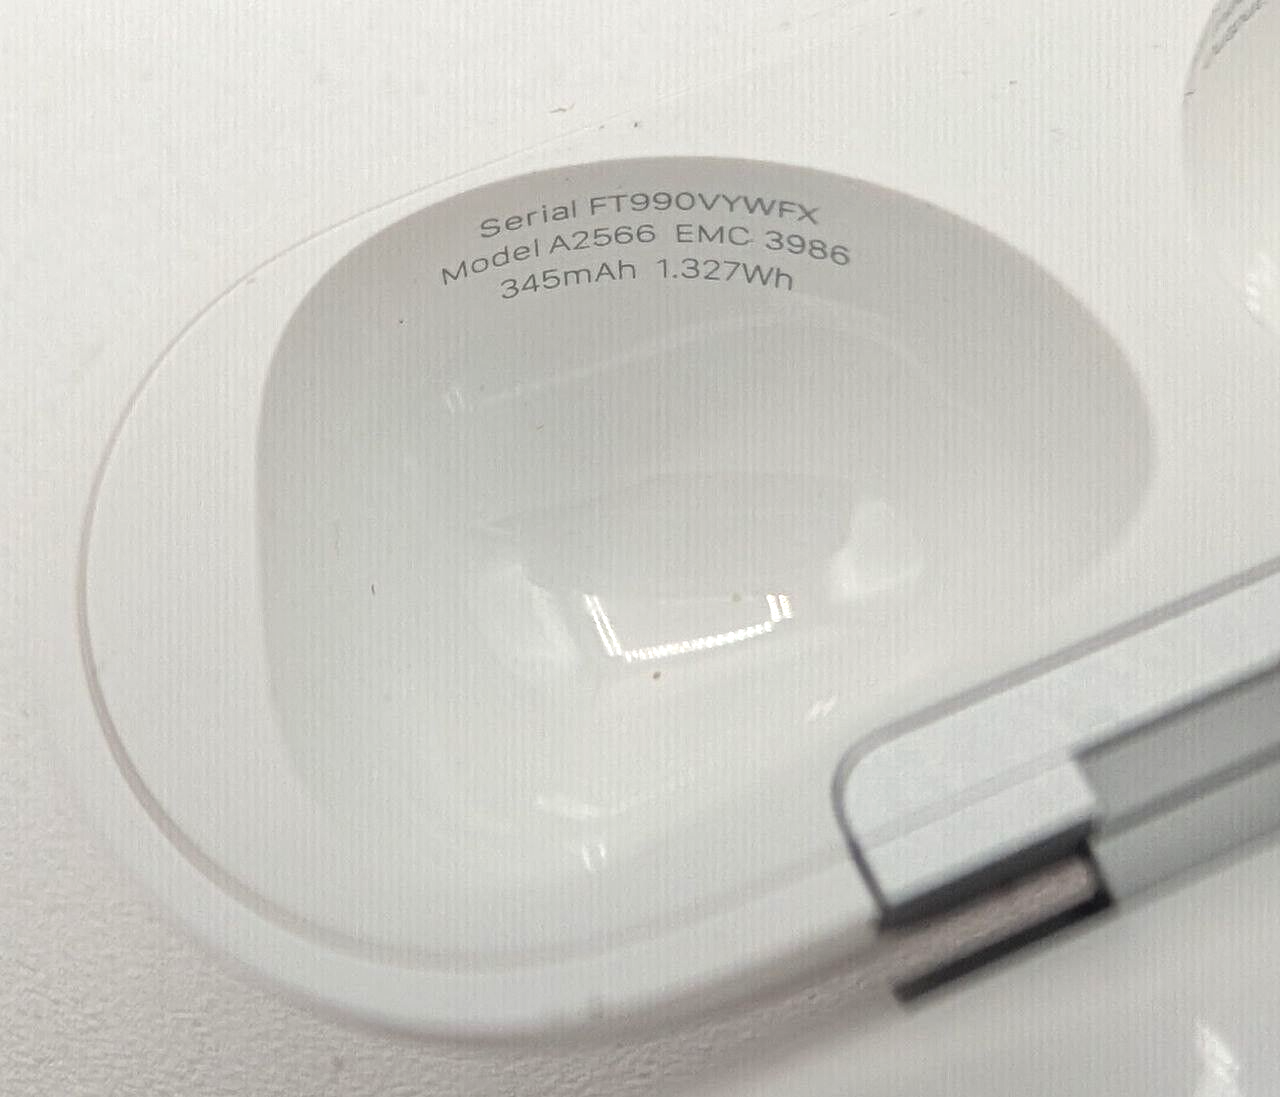 Serial FT990VYWFX
Model A2566 EMC 3986
345mAh 1.327Wh